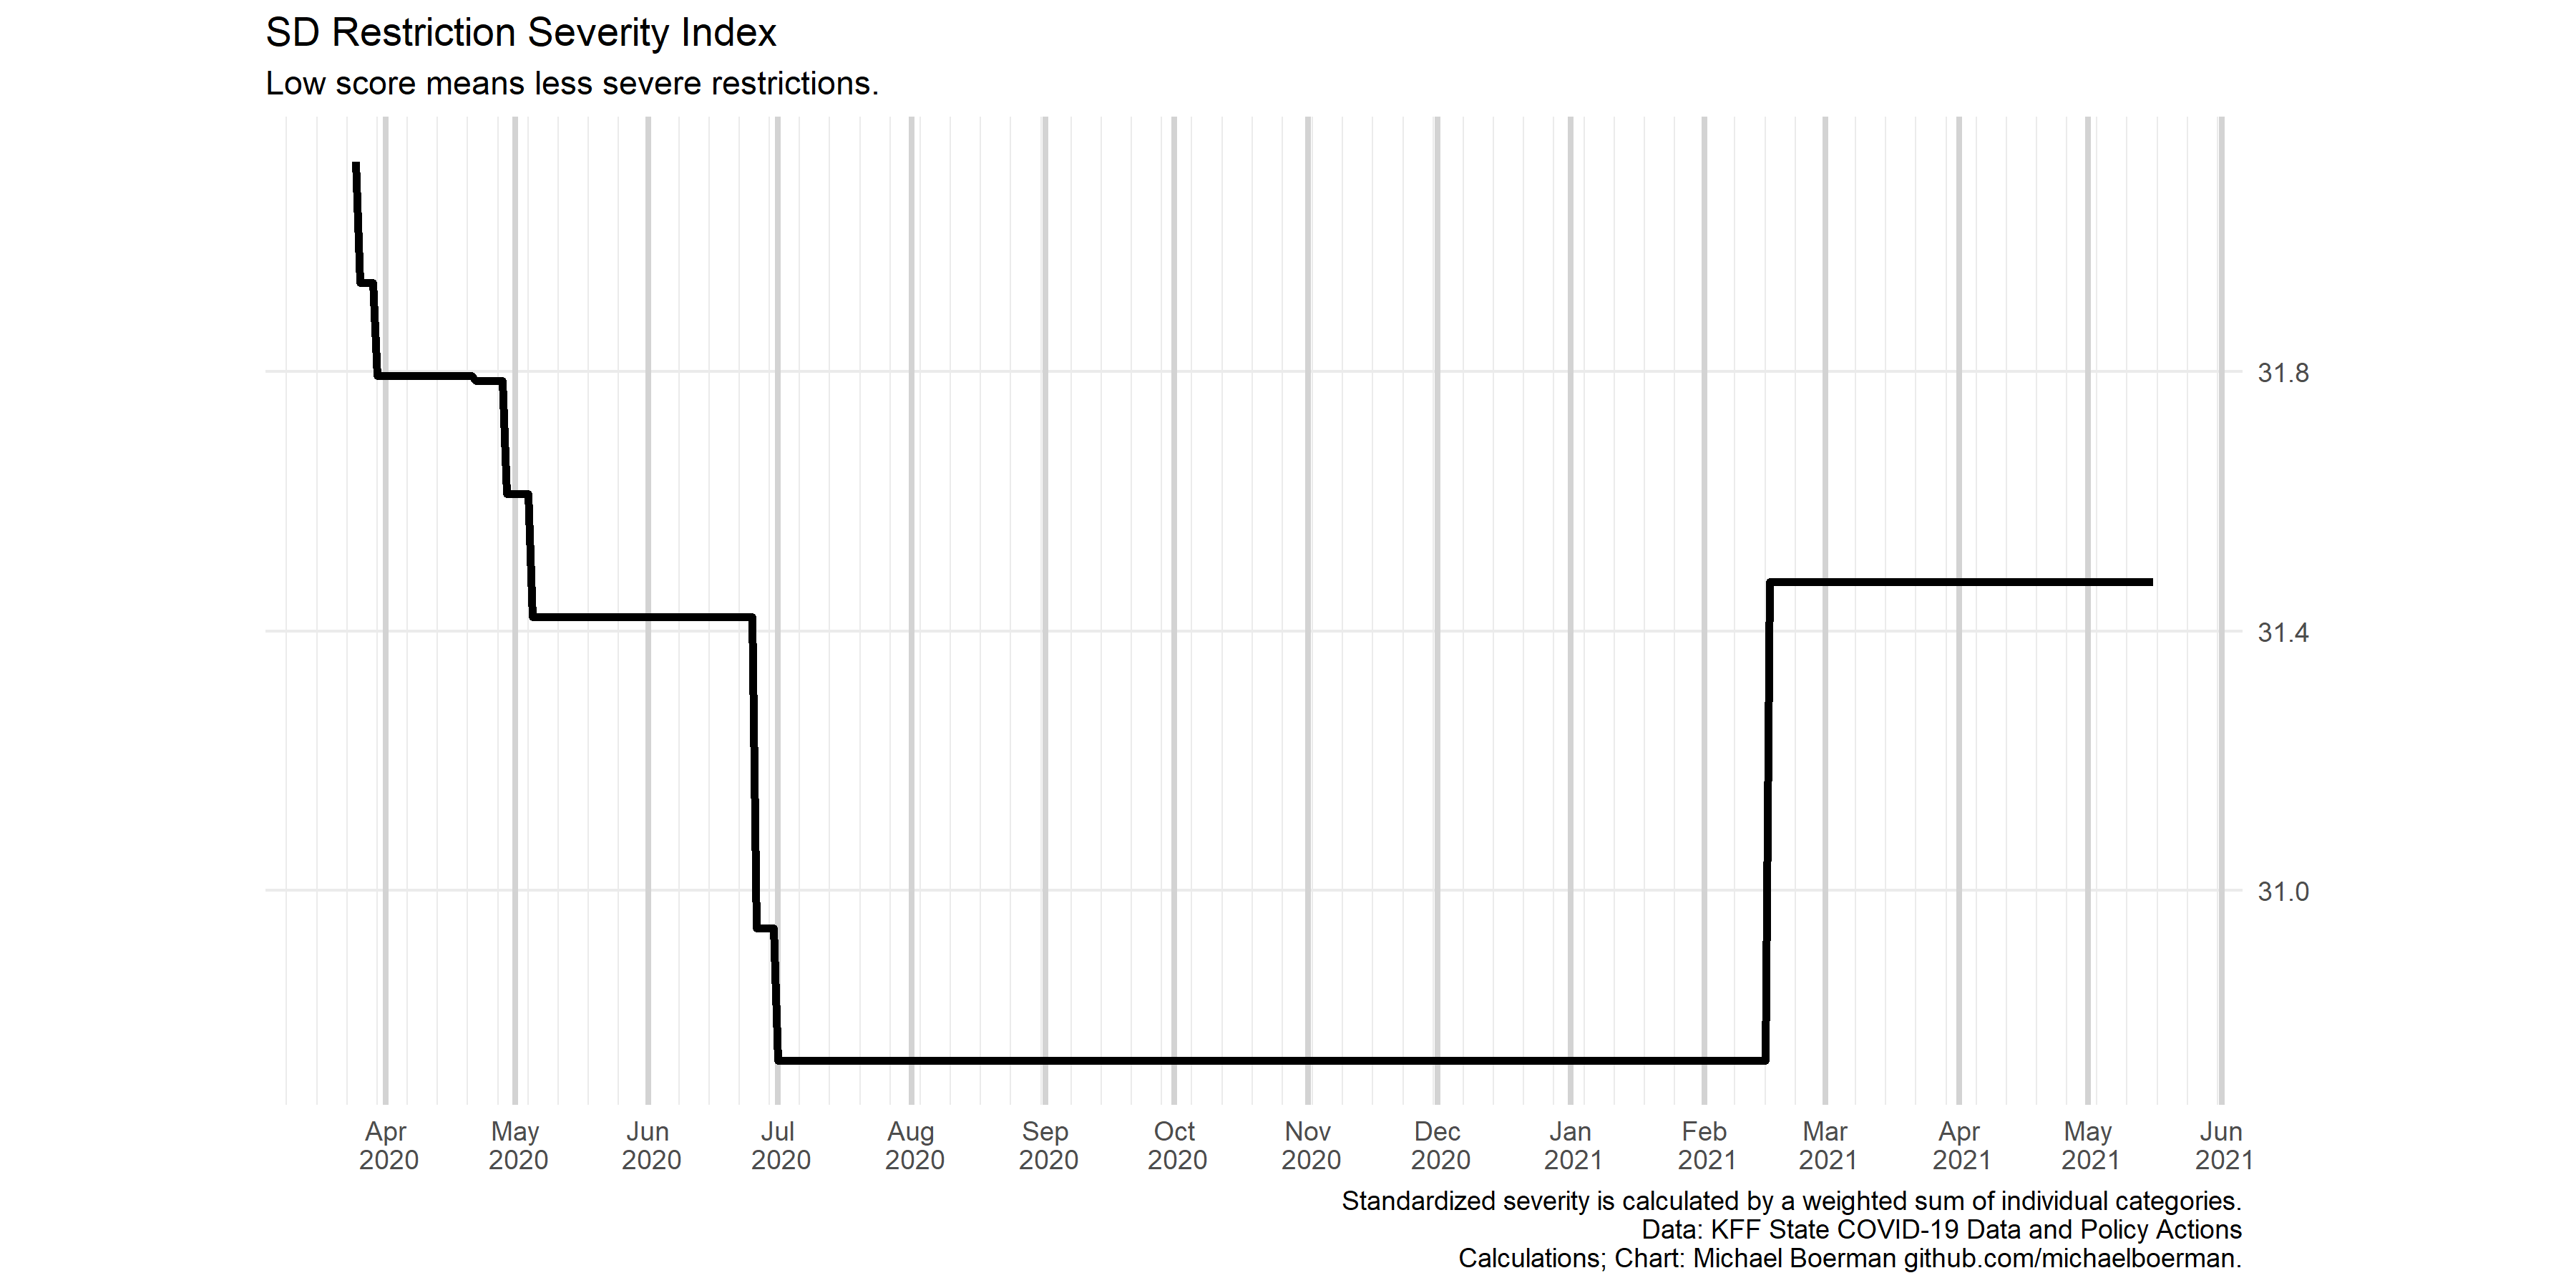 SD Restriction Severity Index
Low score means less severe restrictions.
31.8
31.4
31.0
Apr May Jun Jul Aug Sep Oct Nov Dec Jan Feb Mar Apr May Jun
2020 2020 2020 2020 2020 2020 2020 2020 2020 2021 2021 2021 2021 2021 2021
Standardized severity is calculated by a weighted sum of individual categories.
Data: KFF State COVID-19 Data and Policy Actions
Calculations; Chart: Michael Boerman github.com/michaelboerman.